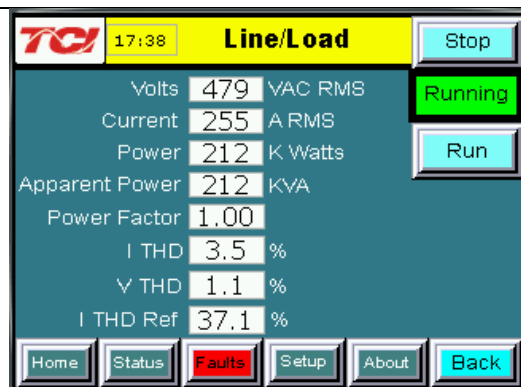 TCI 17:38 Line/Load Stop
Volts 479 VAC RMS Running
Current 255 A RMS
Power 212 K Watts Run
Apparent Power 212 KVA
Power Factor 1.00
I THD 3.5 %
V THD 1.1 %
I THD Ref 37.1 %
Home Status Faults Setup About Back